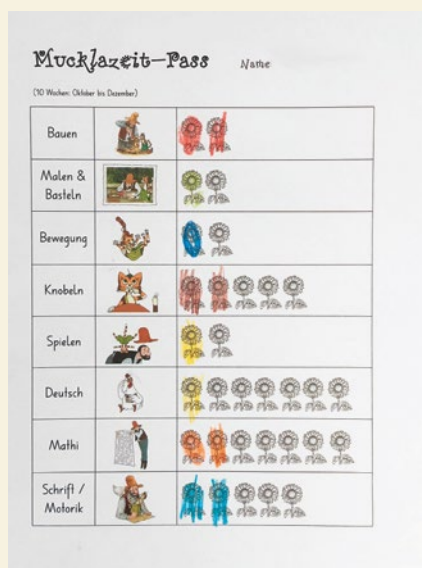 Mucklazeit-Pass Name
(10 Wochen: Oktober bis Dezember)
Bauen
Malen &
Basteln
Bewegung
Knobeln
Spielen
Deutsch
Mathi
Schrift /
Motorik